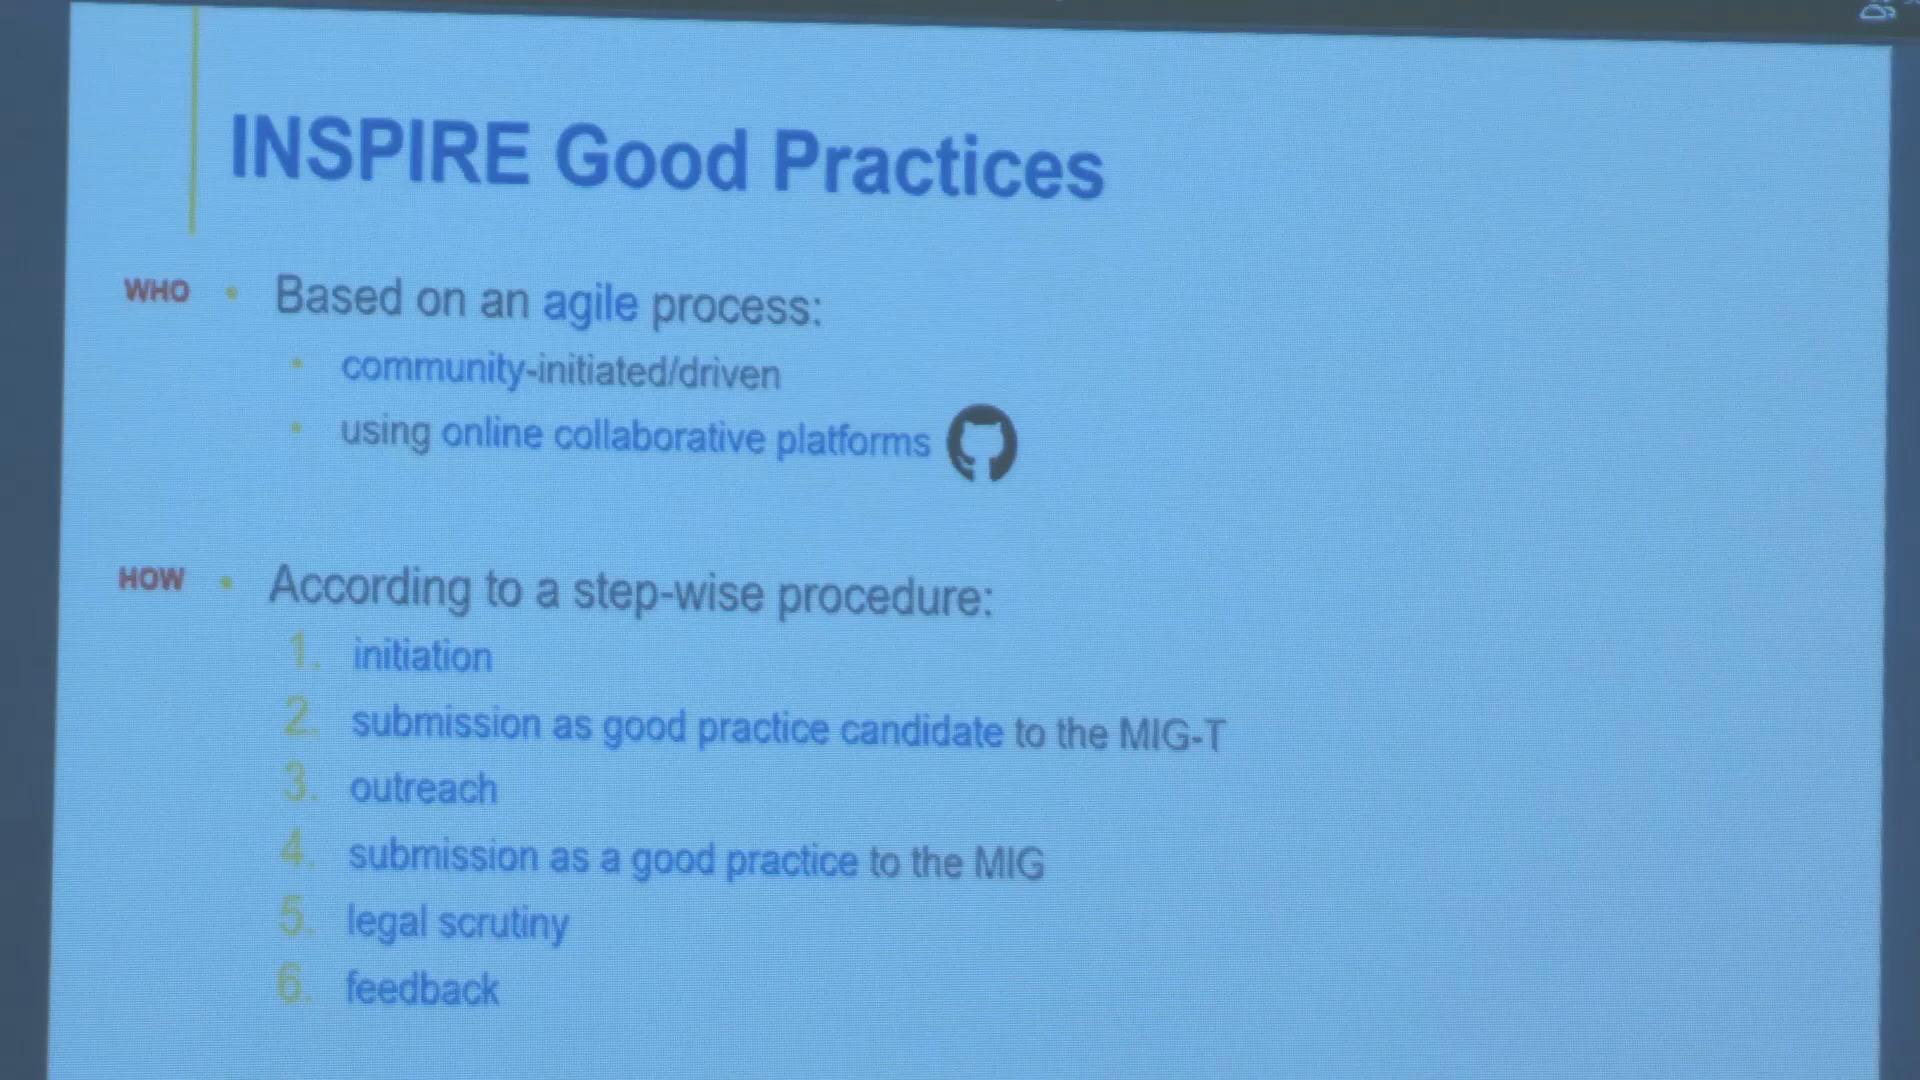 INSPIRE Good Practices
WHO • Based on an agile process:
• community-initiated/driven
• using online collaborative platforms
HOW • According to a step-wise procedure:
1. initiation
2. submission as good practice candidate to the MIG-T
3. outreach
4. submission as a good practice to the MIG
5. legal scrutiny
6. feedback